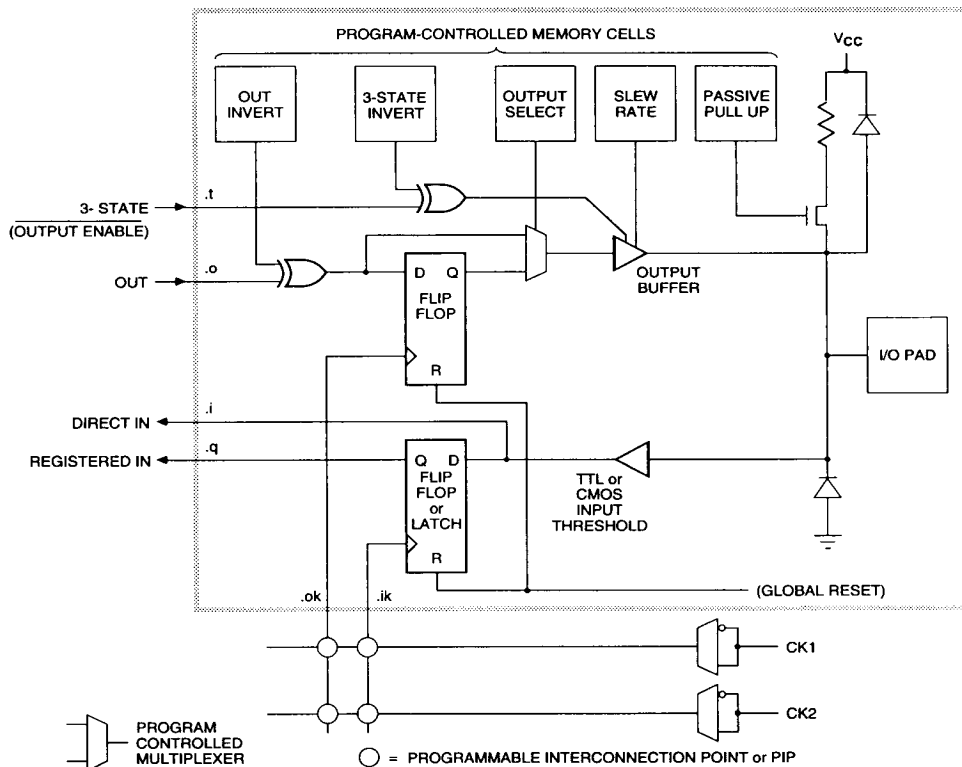 PROGRAM-CONTROLLED MEMORY CELLS
VCC
OUT
INVERT
3-STATE
INVERT
OUTPUT
SELECT
SLEW
RATE
PASSIVE
PULL UP
3- STATE
(OUTPUT ENABLE)
.t
OUT
.o
D Q
FLIP
FLOP
R
OUTPUT
BUFFER
I/O PAD
DIRECT IN
.i
REGISTERED IN
.q
Q D
FLIP
FLOP
or
LATCH
R
TTL or
CMOS
INPUT
THRESHOLD
.ok
.ik
(GLOBAL RESET)
CK1
CK2
PROGRAM
CONTROLLED
MULTIPLEXER
= PROGRAMMABLE INTERCONNECTION POINT or PIP